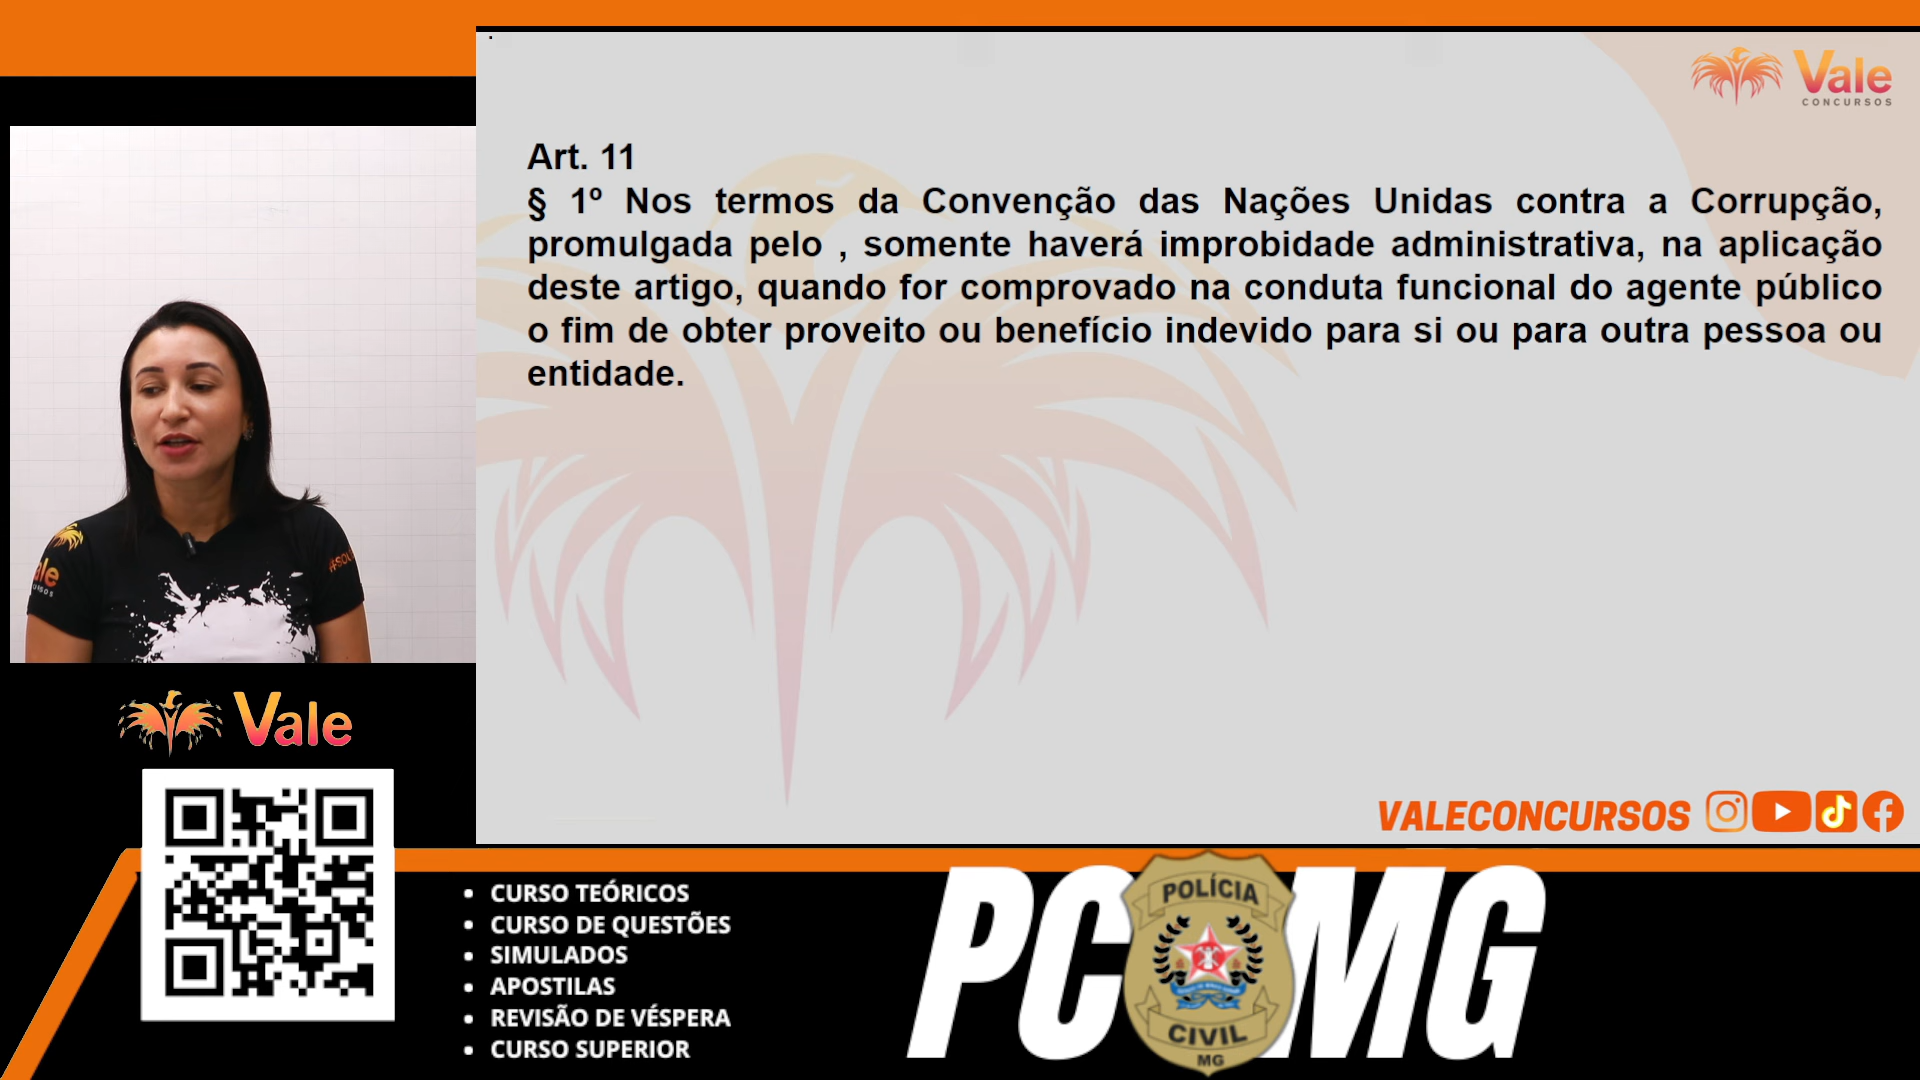 Vale
CONCURSOS
Art. 11
§ 1º Nos termos da Convenção das Nações Unidas contra a Corrupção,
promulgada pelo , somente haverá improbidade administrativa, na aplicação
deste artigo, quando for comprovado na conduta funcional do agente público
o fim de obter proveito ou benefício indevido para si ou para outra pessoa ou
entidade.
Vale
VALECONCURSOS
CURSO TEÓRICOS
CURSO DE QUESTÕES
SIMULADOS
APOSTILAS
REVISÃO DE VÉSPERA
CURSO SUPERIOR
PC MG
POLÍCIA
CIVIL
MG